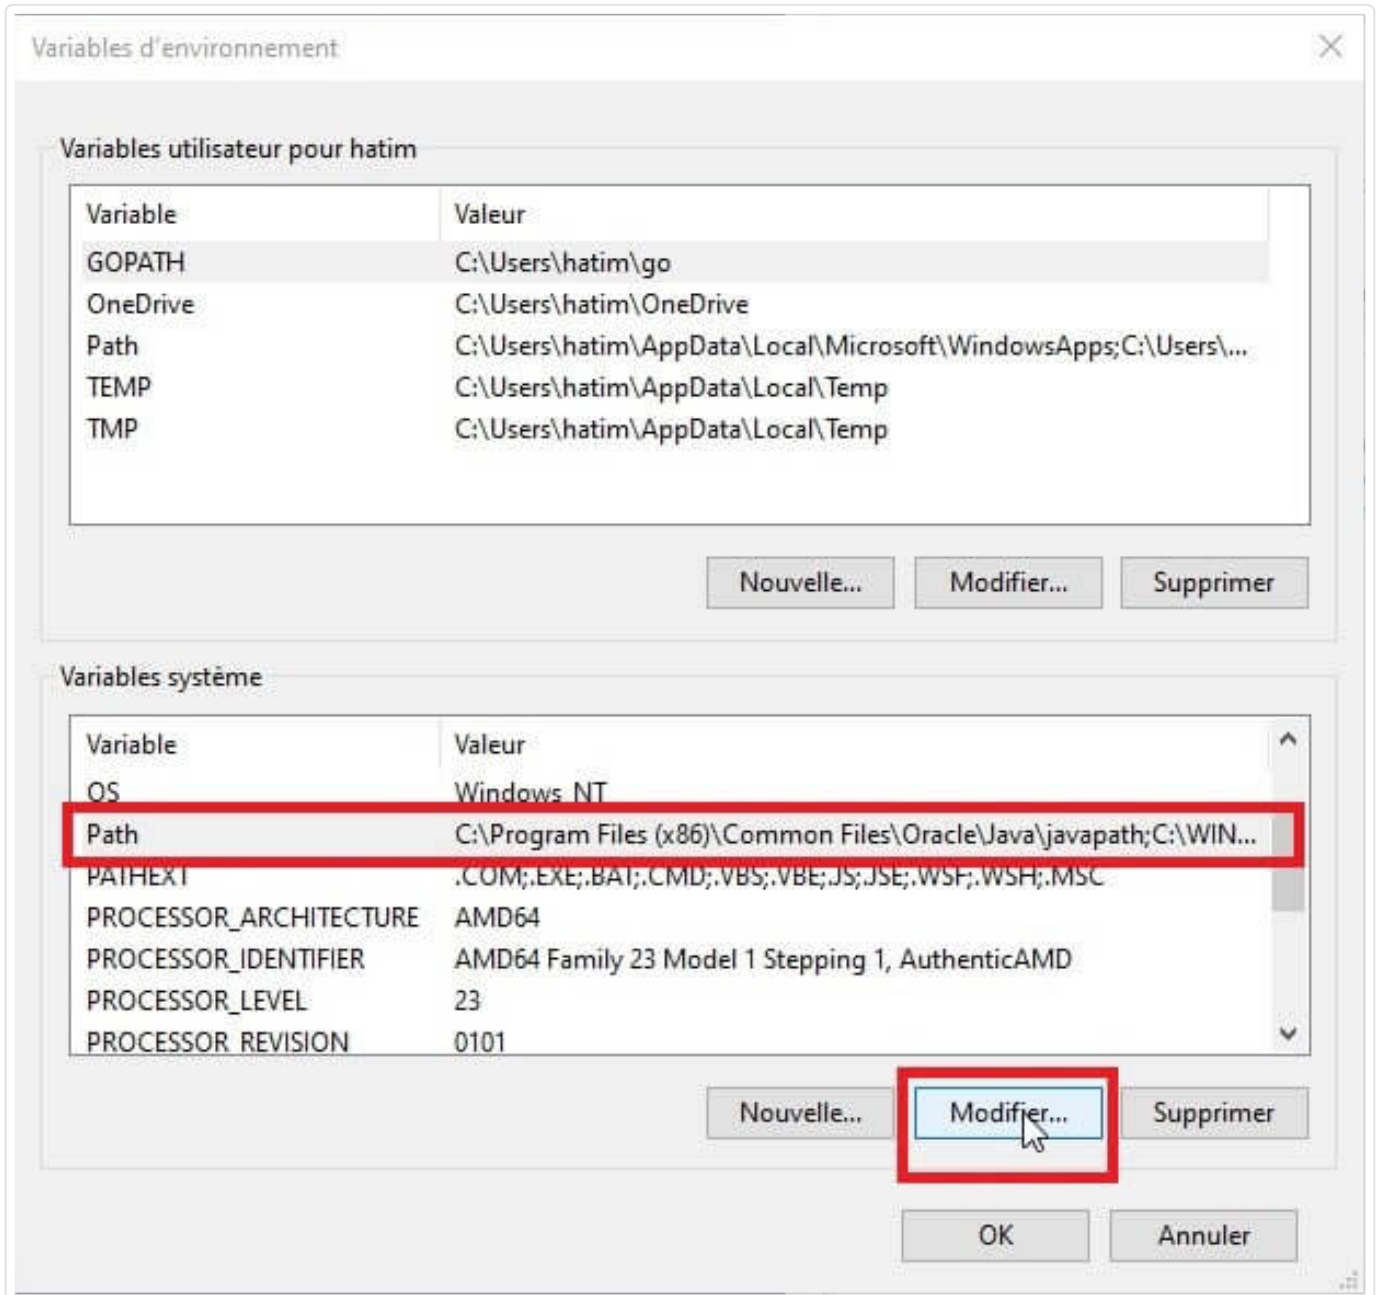 Variables d'environnement
Variables utilisateur pour hatim
Variable Valeur
GOPATH C:\Users\hatim\go
OneDrive C:\Users\hatim\OneDrive
Path C:\Users\hatim\AppData\Local\Microsoft\WindowsApps;C:\Users\...
TEMP C:\Users\hatim\AppData\Local\Temp
TMP C:\Users\hatim\AppData\Local\Temp
Nouvelle... Modifier... Supprimer
Variables système
Variable Valeur
OS Windows_NT
Path C:\Program Files (x86)\Common Files\Oracle\Java\javapath;C:\WIN...
PATHEXT .COM;.EXE;.BAT;.CMD;.VBS;.VBE;.JS;.JSE;.WSF;.WSH;.MSC
PROCESSOR_ARCHITECTURE AMD64
PROCESSOR_IDENTIFIER AMD64 Family 23 Model 1 Stepping 1, AuthenticAMD
PROCESSOR_LEVEL 23
PROCESSOR_REVISION 0101
Nouvelle... Modifier... Supprimer
OK Annuler